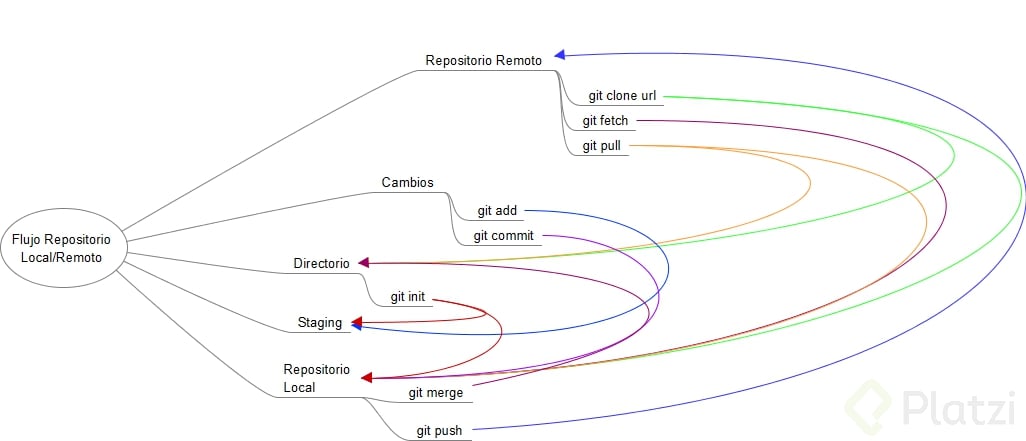 Repositorio Remoto
git clone url
git fetch
git pull
Cambios
git add
git commit
Flujo Repositorio
Local/Remoto
Directorio
git init
Staging
Repositorio
Local
git merge
git push
Platzi